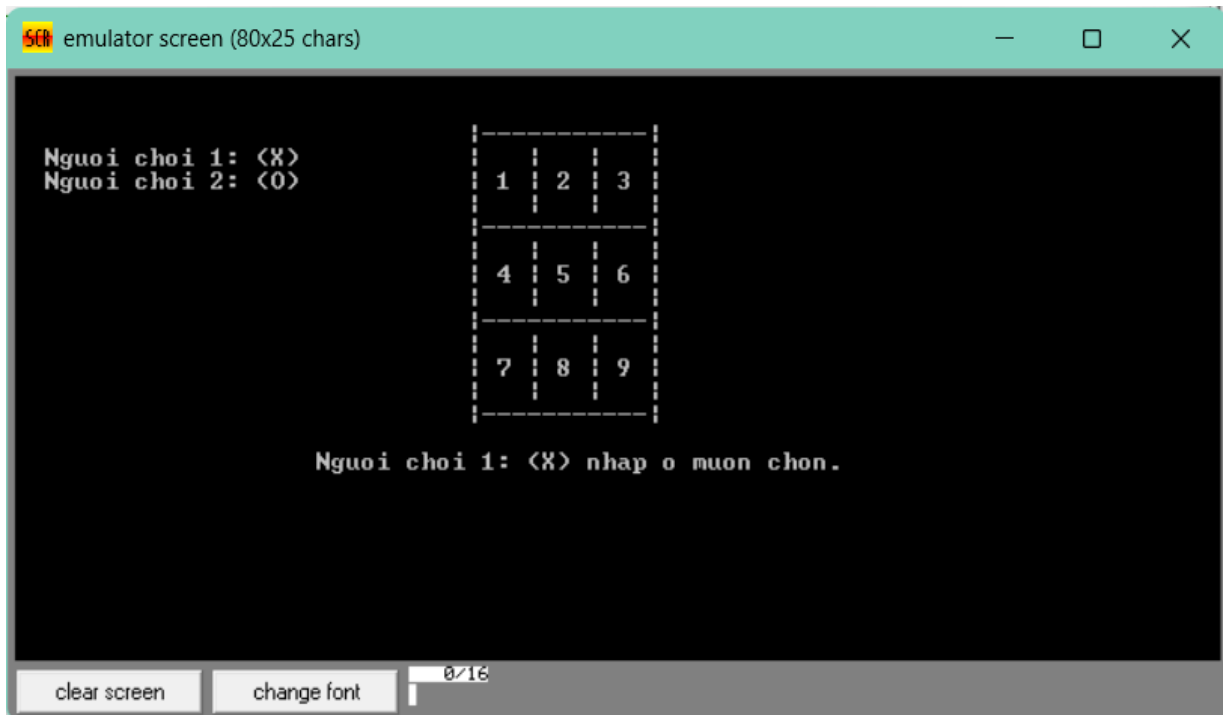 SCR emulator screen (80x25 chars)
Nguoi choi 1: (X)
Nguoi choi 2: (O)
1 2 3
4 5 6
7 8 9
Nguoi choi 1: (X) nhap o muon chon.
clear screen change font 0/16